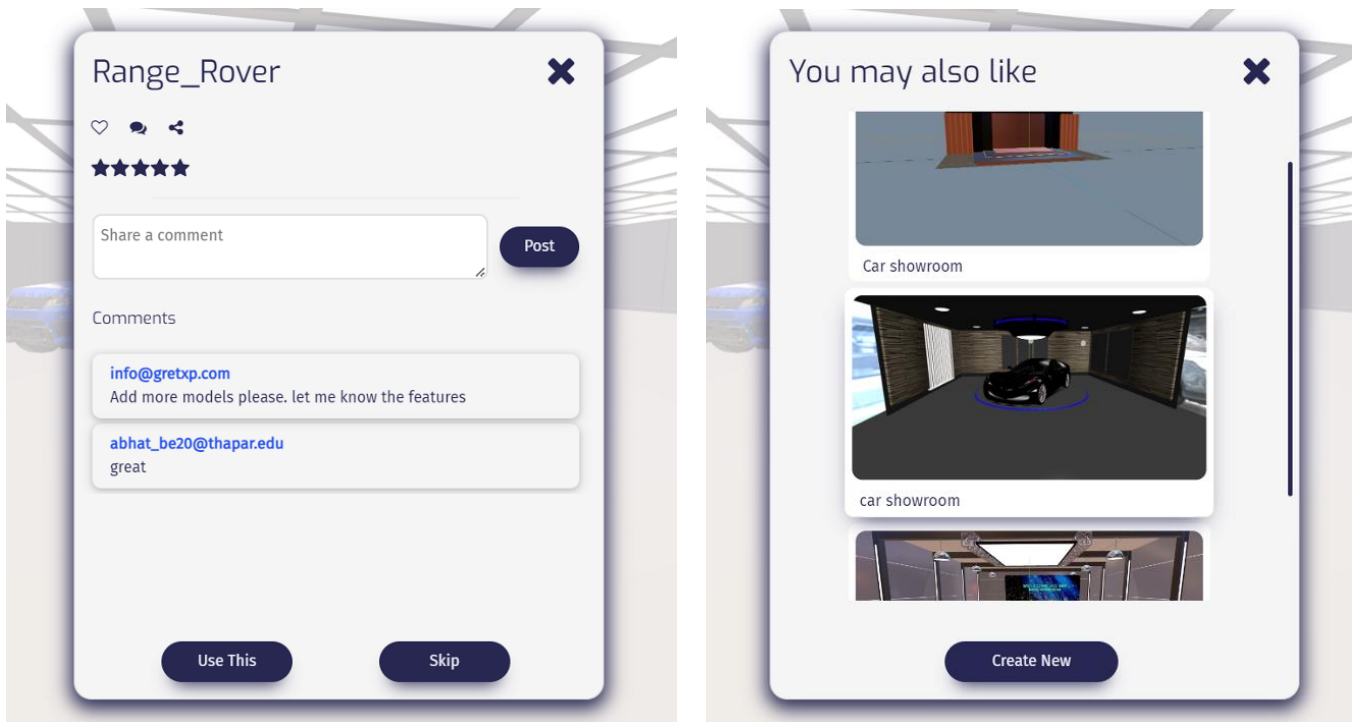 Range_Rover
Share a comment
Post
Comments
info@gretxp.com
Add more models please. let me know the features
abhat_be20@thapar.edu
great
Use This
Skip
You may also like
Car showroom
car showroom
Create New